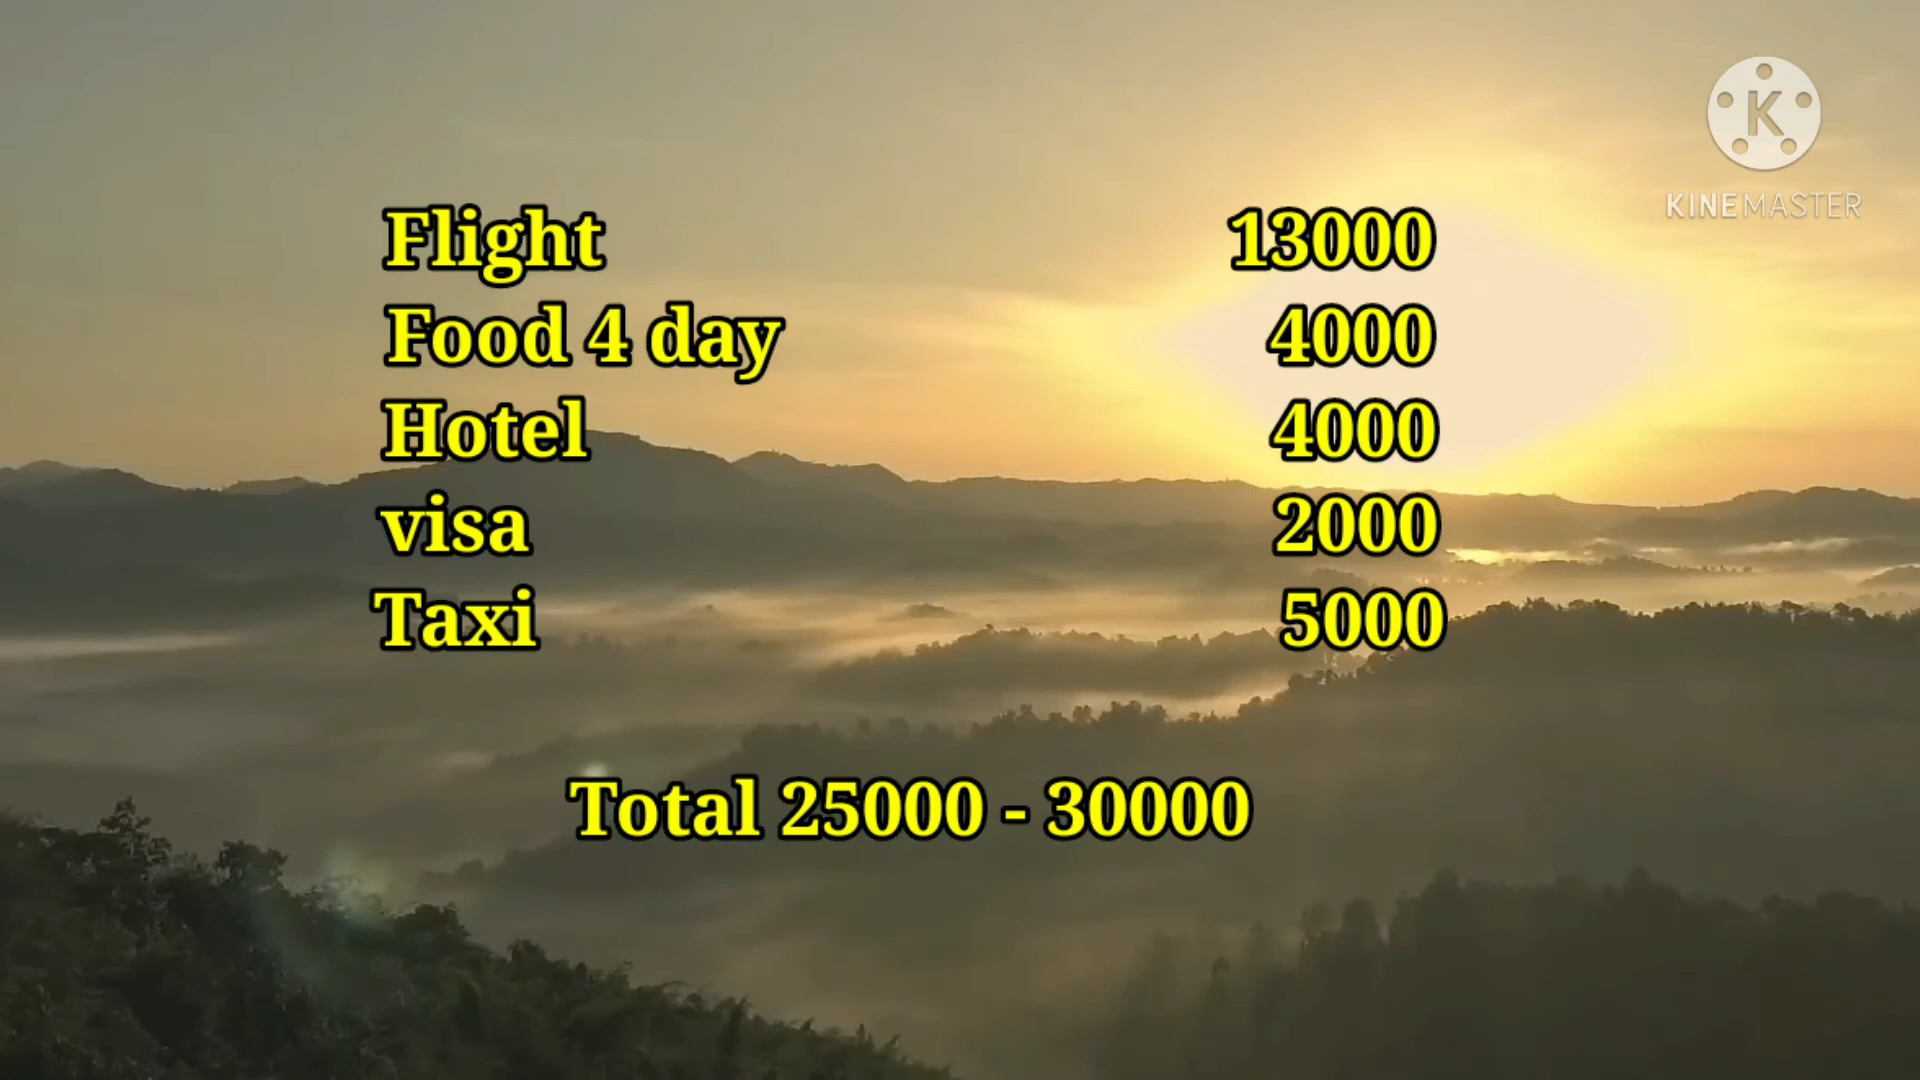 K
KINEMASTER
Flight 13000
Food 4 day 4000
Hotel 4000
visa 2000
Taxi 5000
Total 25000 - 30000